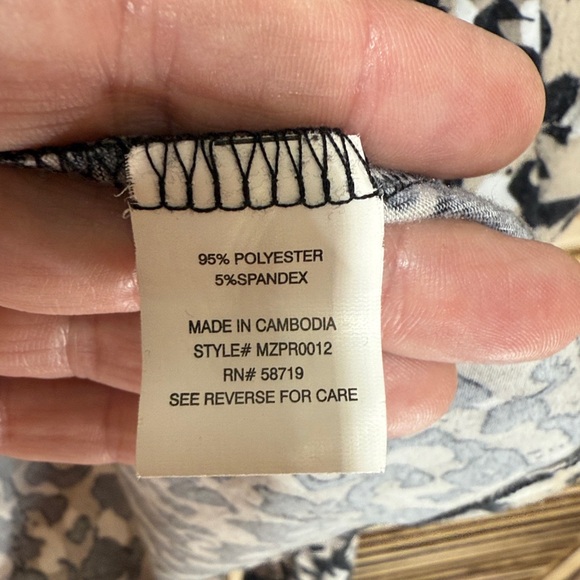 95% POLYESTER
5%SPANDEX
MADE IN CAMBODIA
STYLE# MZPR0012
RN# 58719
SEE REVERSE FOR CARE